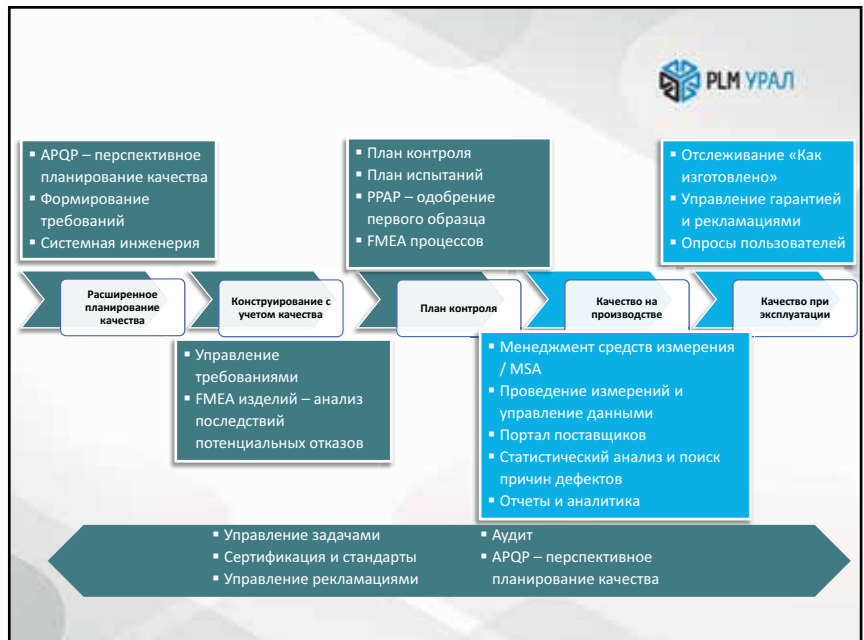 PLM УРАЛ
▪ APQP – перспективное
планирование качества
▪ Формирование
требований
▪ Системная инженерия
▪ План контроля
▪ План испытаний
▪ PPAP – одобрение
первого образца
▪ FMEA процессов
▪ Отслеживание «Как
изготовлено»
▪ Управление гарантией
и рекламациями
▪ Опросы пользователей
Расширенное
планирование
качества
Конструирование с
учетом качества
План контроля
Качество на
производстве
Качество при
эксплуатации
▪ Управление
требованиями
▪ FMEA изделий – анализ
последствий
потенциальных отказов
▪ Менеджмент средств измерения
/ MSA
▪ Проведение измерений и
управление данными
▪ Портал поставщиков
▪ Статистический анализ и поиск
причин дефектов
▪ Отчеты и аналитика
▪ Управление задачами
▪ Сертификация и стандарты
▪ Управление рекламациями
▪ Аудит
▪ APQP – перспективное
планирование качества